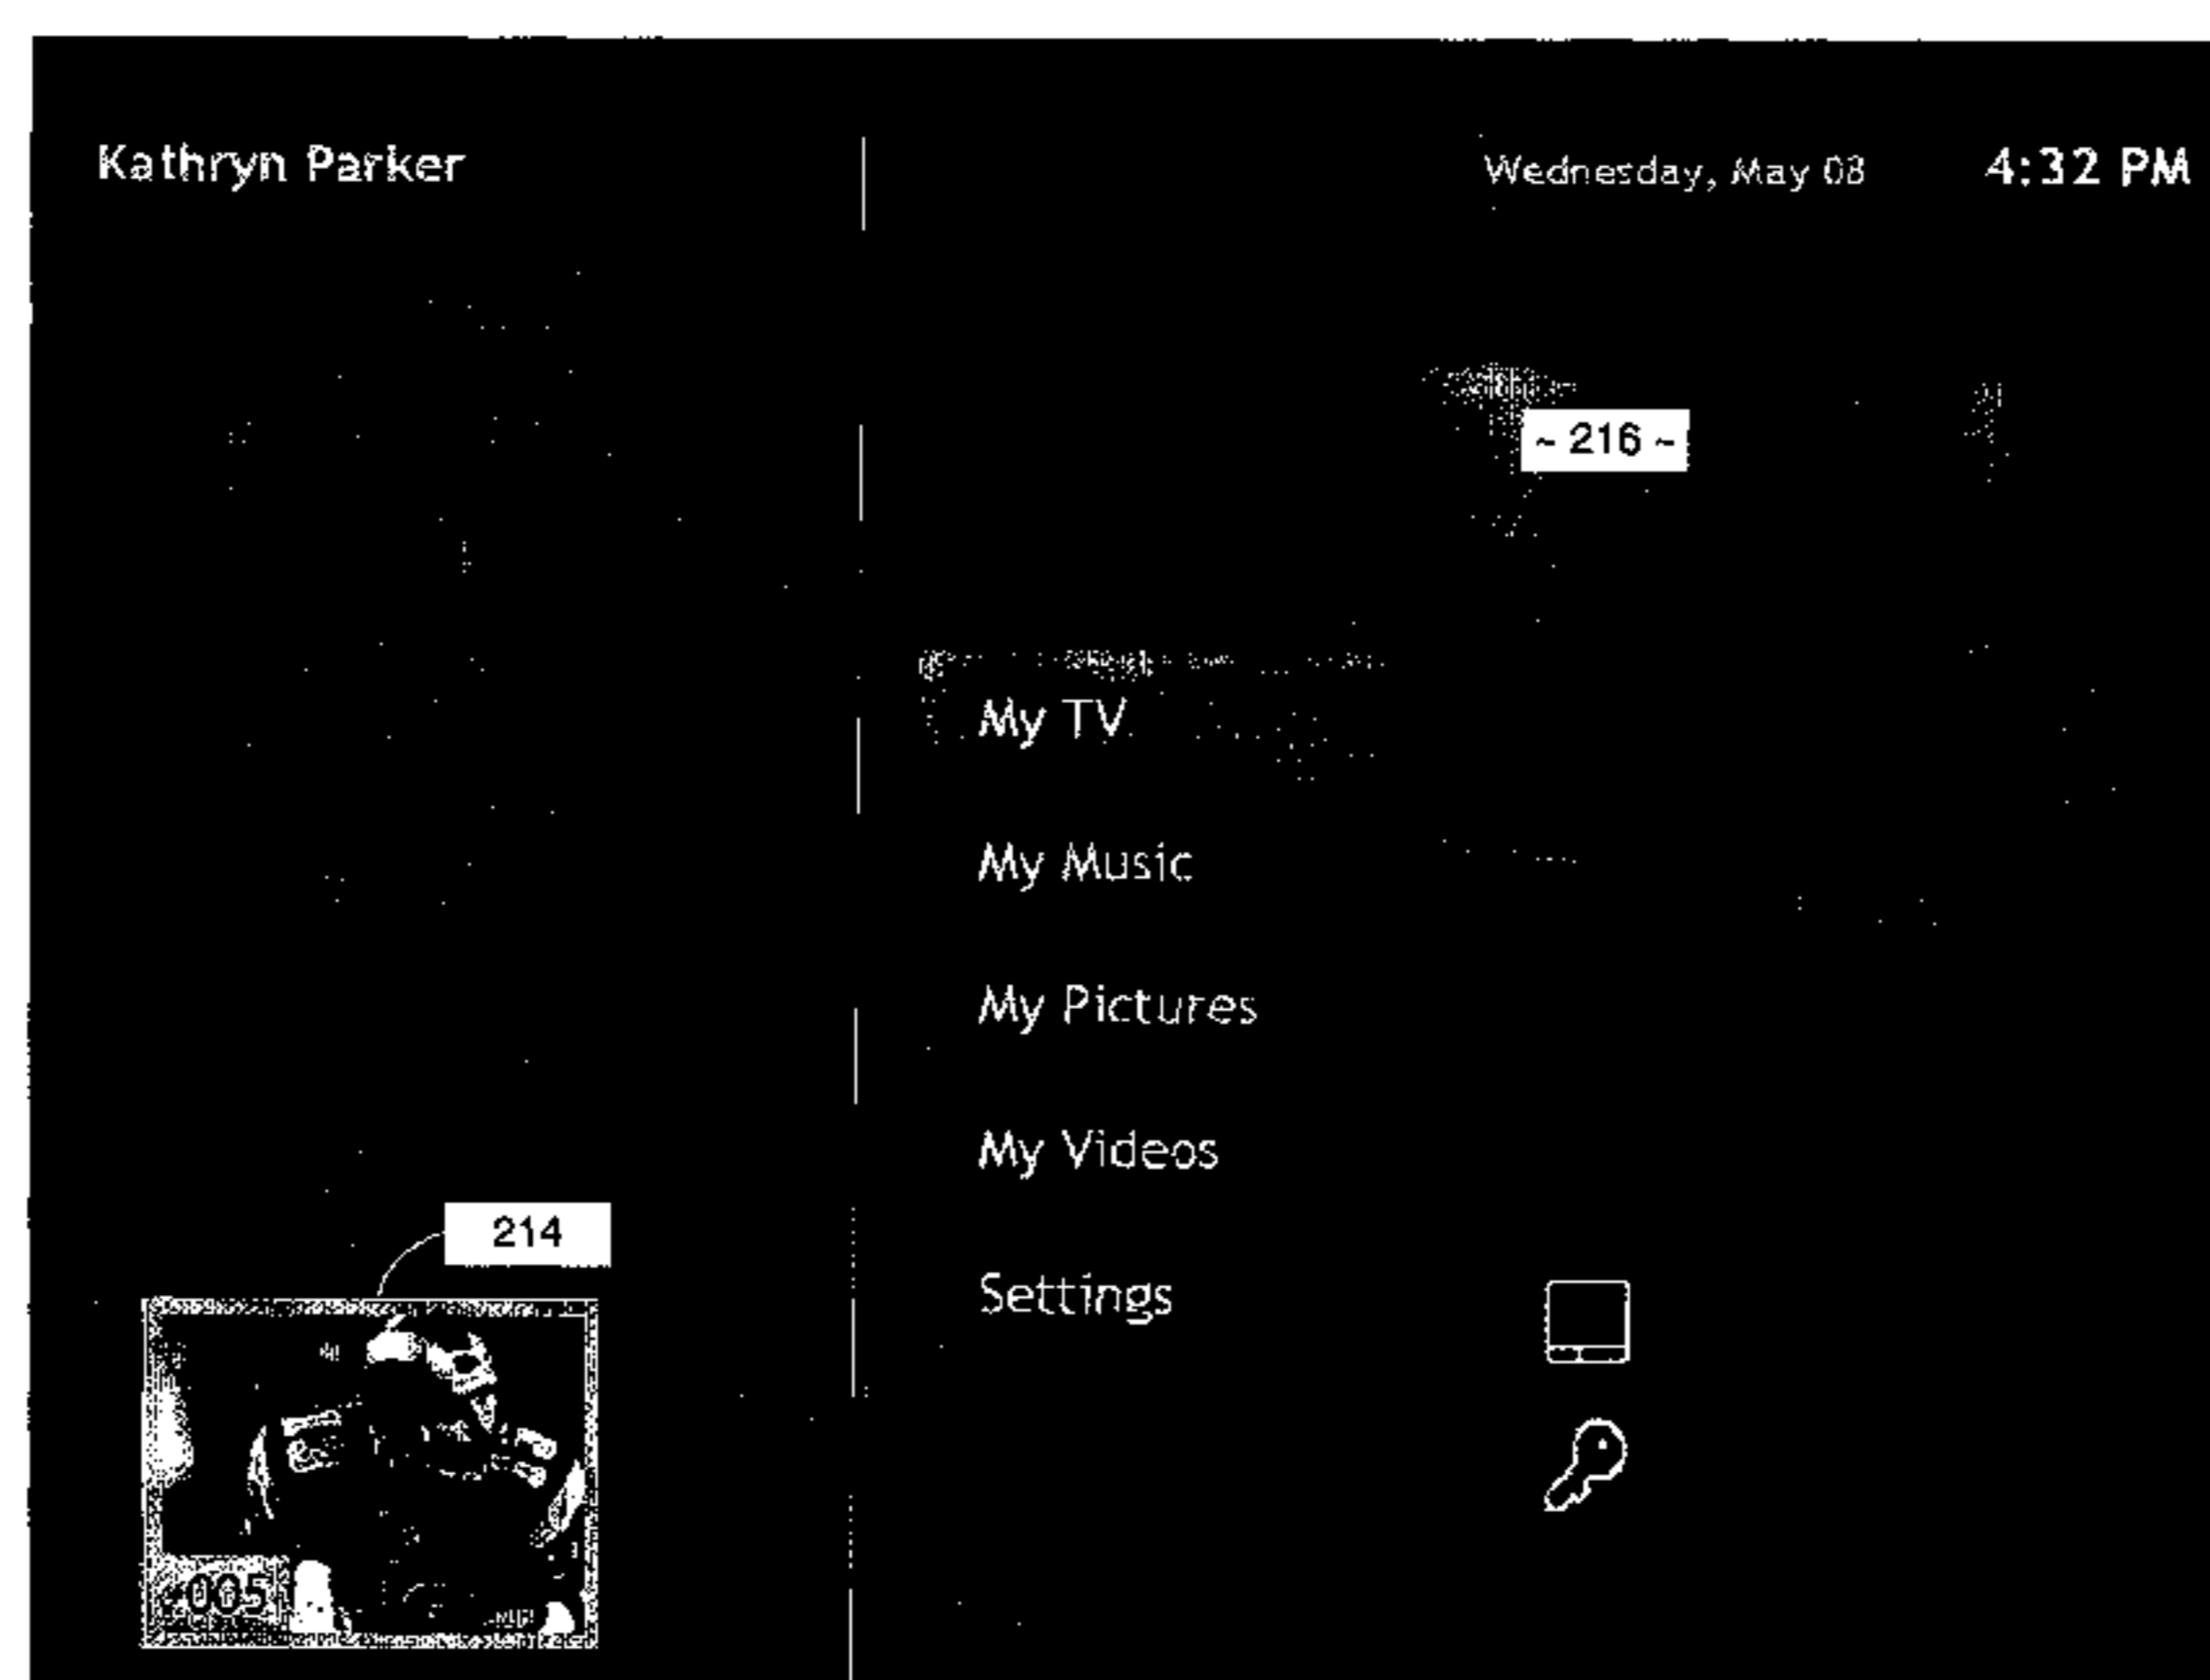 Kathryn Parker
Wednesday, May 08
4:32 PM
~ 216 ~
My TV
My Music
My Pictures
My Videos
214
Settings
005